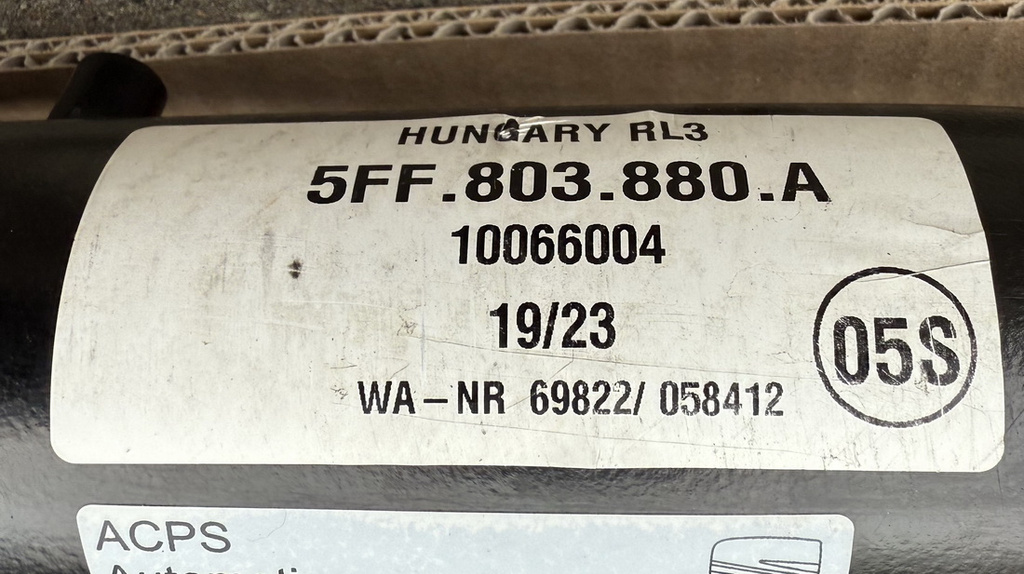 HUNGARY RL3
5FF.803.880.A
10066004
19/23
05S
WA-NR 69822/ 058412
ACPS